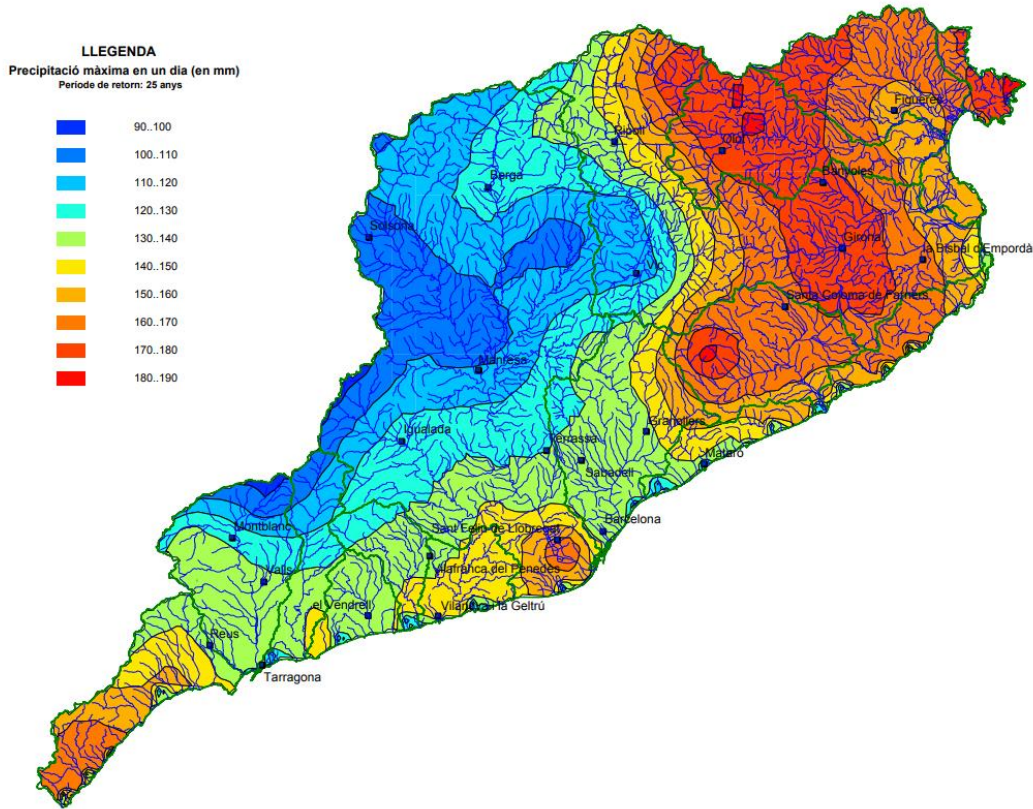 LLEGENDA
Precipitació màxima en un dia (en mm)
Període de retorn: 25 anys
90..100
100..110
110..120
120..130
130..140
140..150
150..160
160..170
170..180
180..190
Figueres
Ripoll
Olot
Banyoles
Berga
Solsona
Girona
la Bisbal d'Empordà
Vic
Santa Coloma de Farners
Manresa
Igualada
Granollers
Terrassa
Mataró
Sabadell
Montblanc
Sant Feliu de Llobregat
Barcelona
Vilafranca del Penedès
Valls
el Vendrell
Vilanova i la Geltrú
Reus
Tarragona